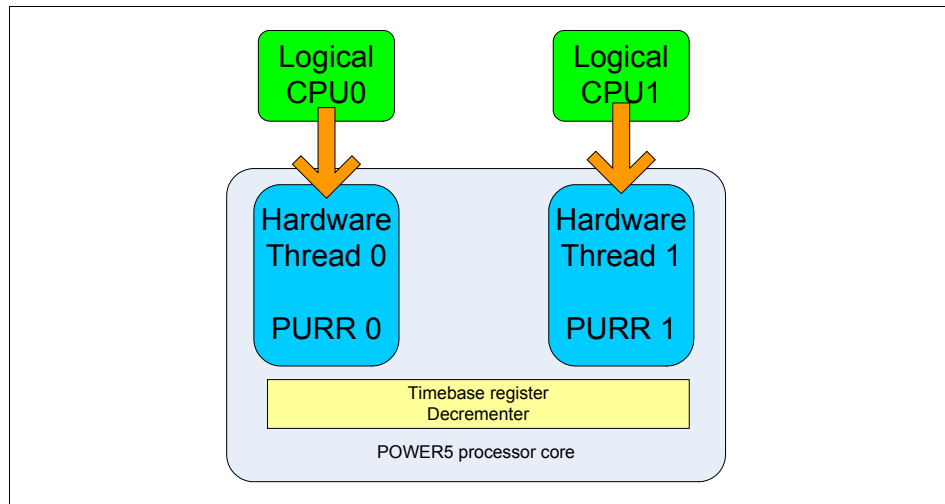 Logical
CPU0
Logical
CPU1
Hardware
Thread 0
PURR 0
Hardware
Thread 1
PURR 1
Timebase register
Decrementer
POWER5 processor core